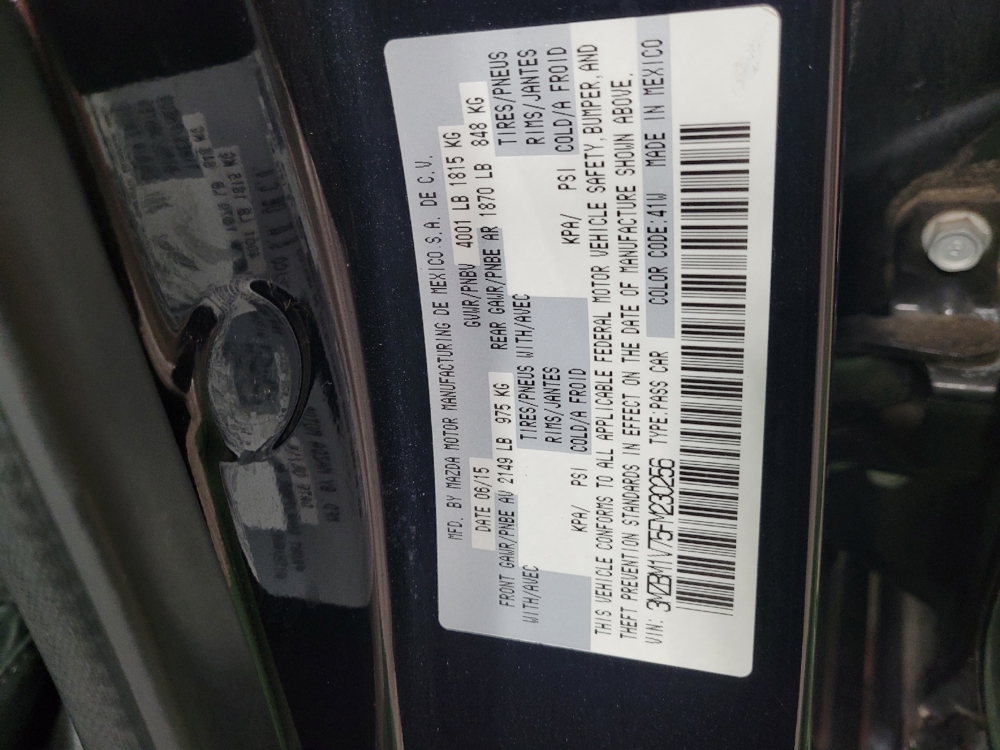 MFD. BY MAZDA MOTOR MANUFACTURING DE MEXICO S.A. DE C.V.
DATE 06/15 GVWR/PNBV 4001 LB 1815 KG
FRONT GAWR/PNBE AV 2149 LB 975 KG REAR GAWR/PNBE AR 1870 LB 848 KG
WITH/AVEC TIRES/PNEUS WITH/AVEC TIRES/PNEUS
RIMS/JANTES RIMS/JANTES
KPA/ PSI COLD/A FROID KPA/ PSI COLD/A FROID
THIS VEHICLE CONFORMS TO ALL APPLICABLE FEDERAL MOTOR VEHICLE SAFETY, BUMPER, AND
THEFT PREVENTION STANDARDS IN EFFECT ON THE DATE OF MANUFACTURE SHOWN ABOVE.
VIN: 3MZBM1V75FM230256 TYPE:PASS CAR COLOR CODE:41W MADE IN MEXICO